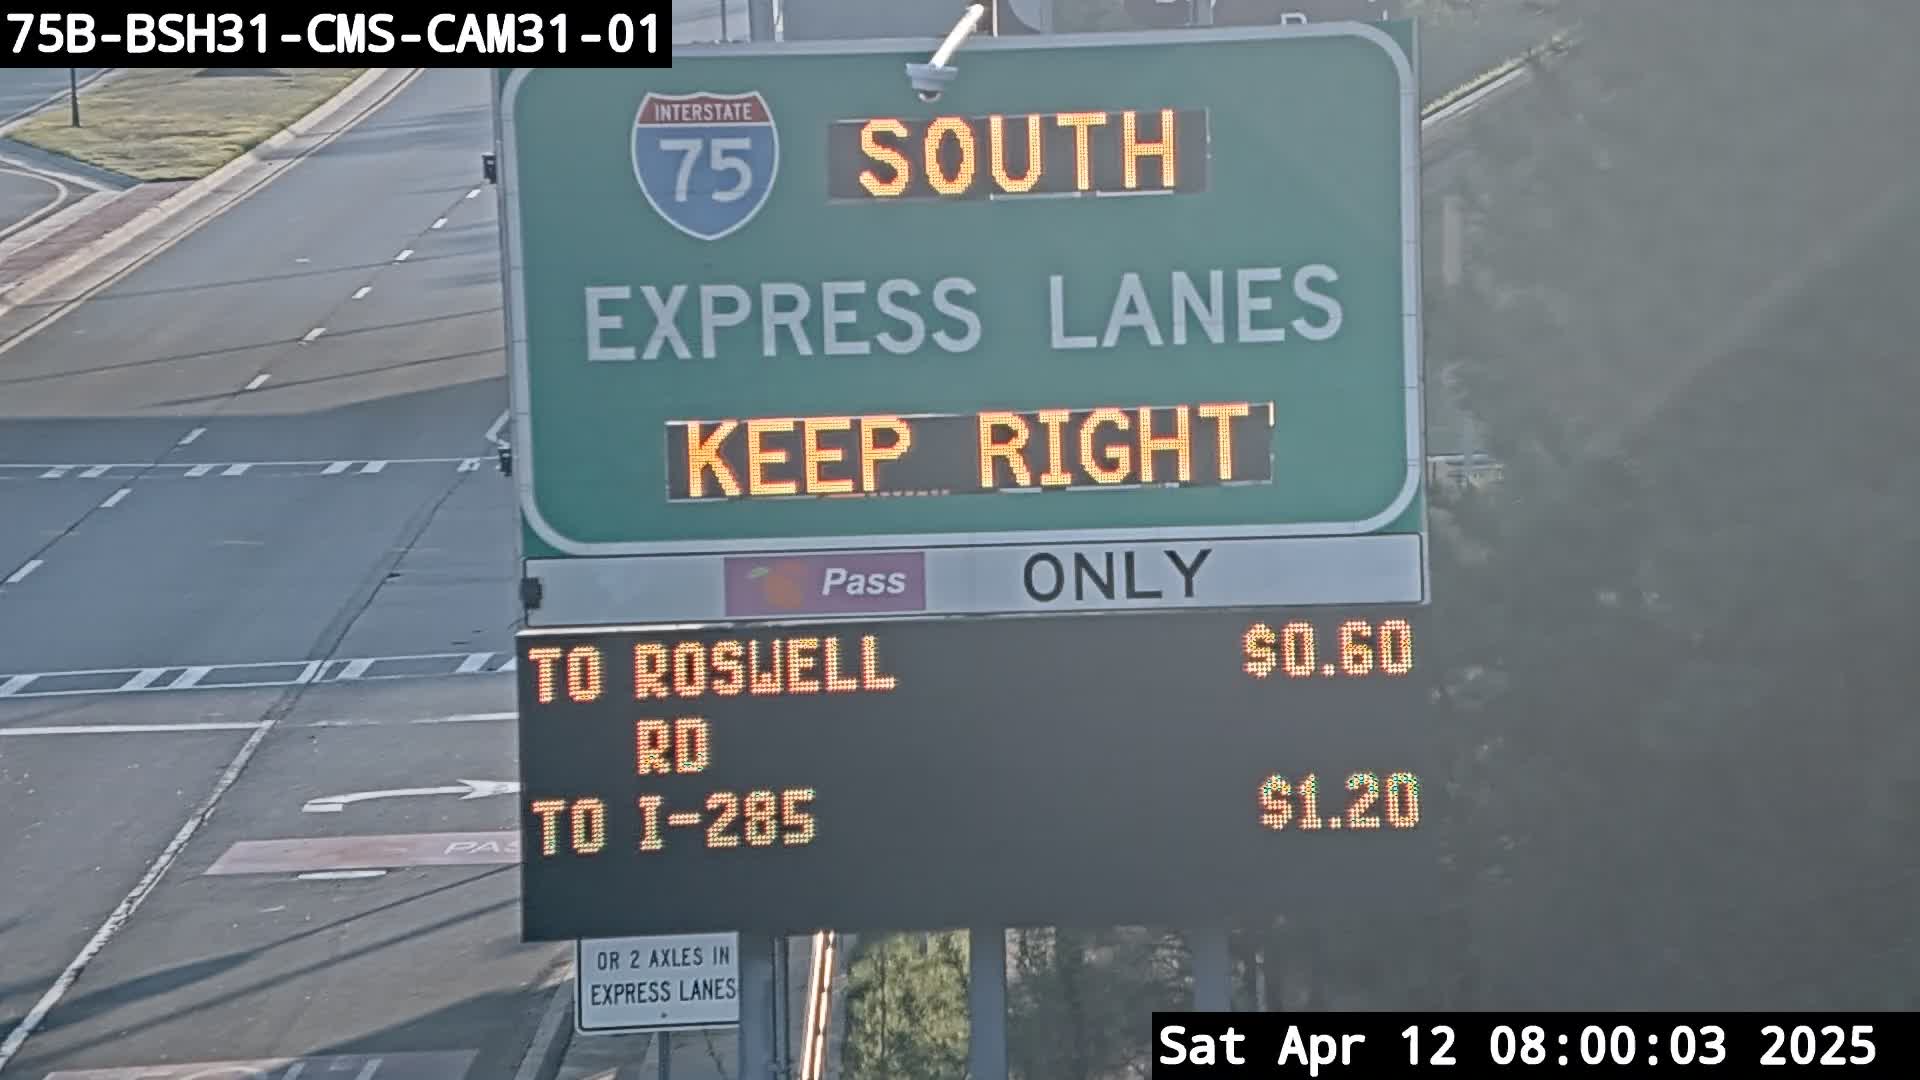 75B-BSH31-CMS-CAM31-01
INTERSTATE
75
SOUTH
EXPRESS LANES
KEEP RIGHT
Pass ONLY
TO ROSWELL $0.60
RD
TO I-285 $1.20
PAS
OR 2 AXLES IN
EXPRESS LANES
Sat Apr 12 08:00:03 2025